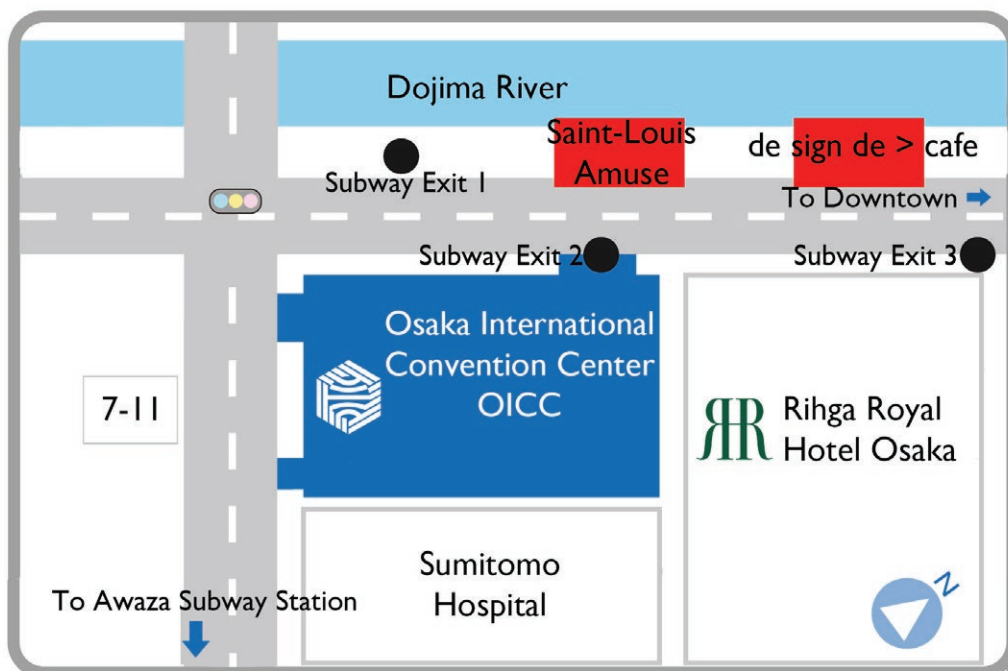 Dojima River
Saint-Louis
Amuse
de sign de > cafe
Subway Exit 1
To Downtown
Subway Exit 2
Subway Exit 3
Osaka International
Convention Center
OICC
7-11
RR
Rihga Royal
Hotel Osaka
Sumitomo
Hospital
To Awaza Subway Station
N